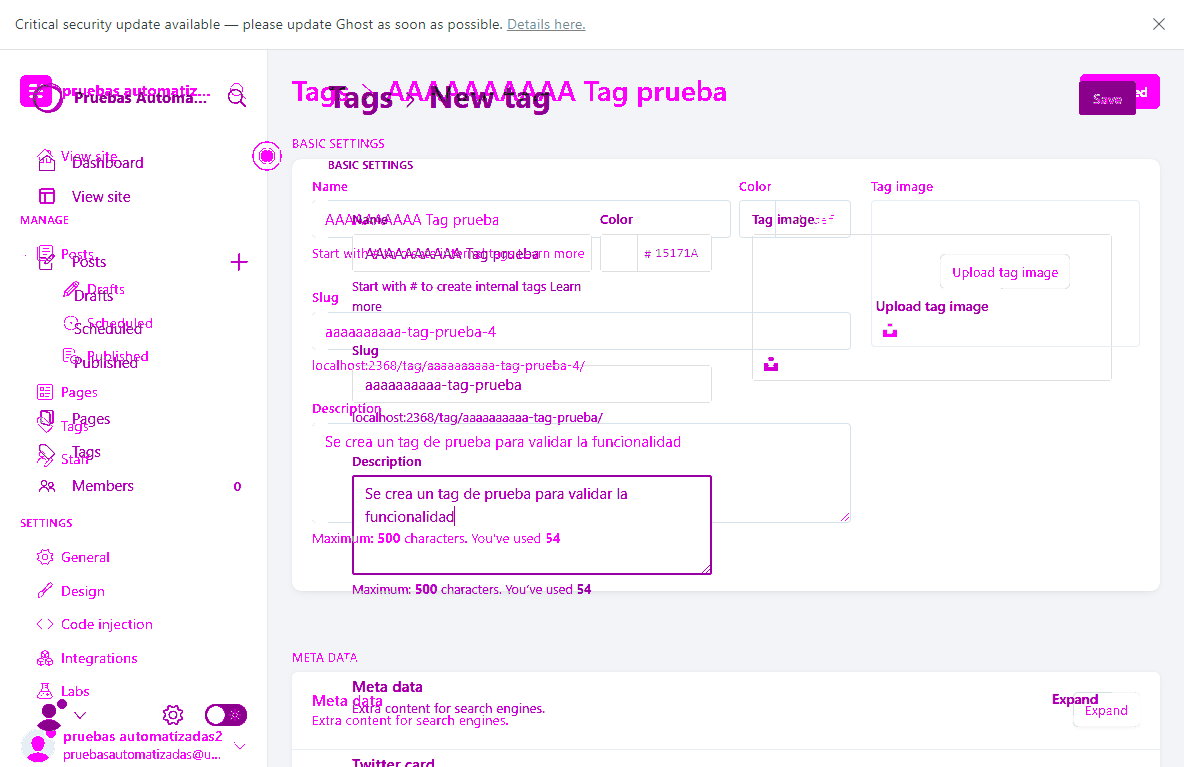 Critical security update available — please update Ghost as soon as possible. Details here.
pruebas automatiz...
Pruebas Automa...
Tags > AAAAAAAAAA Tag prueba
Tags > New tag
Save
View site
Dashboard
View site
MANAGE
Posts
Posts
Drafts
Drafts
Scheduled
Scheduled
Published
Published
Pages
Pages
Tags
Tags
Staff
Members
0
SETTINGS
General
Design
Code injection
Integrations
Labs
pruebas automatizadas2
pruebasautomatizadas@u...
BASIC SETTINGS
BASIC SETTINGS
Name
Color
Tag image
AAAAAAAAAA Tag prueba
Name
Color
Tag image
AAAAAAAAAA Tag prueba
# 15171A
Start with # to create internal tags Learn more
Upload tag image
Start with # to create internal tags Learn
more
Slug
Upload tag image
aaaaaaaaaa-tag-prueba-4
Slug
localhost:2368/tag/aaaaaaaaaa-tag-prueba-4/
aaaaaaaaaa-tag-prueba
Description
localhost:2368/tag/aaaaaaaaaa-tag-prueba/
Se crea un tag de prueba para validar la funcionalidad
Description
Se crea un tag de prueba para validar la
funcionalidad
Maximum: 500 characters. You've used 54
Maximum: 500 characters. You've used 54
META DATA
Meta data
Meta data
Extra content for search engines.
Extra content for search engines.
Expand
Expand
Twitter card